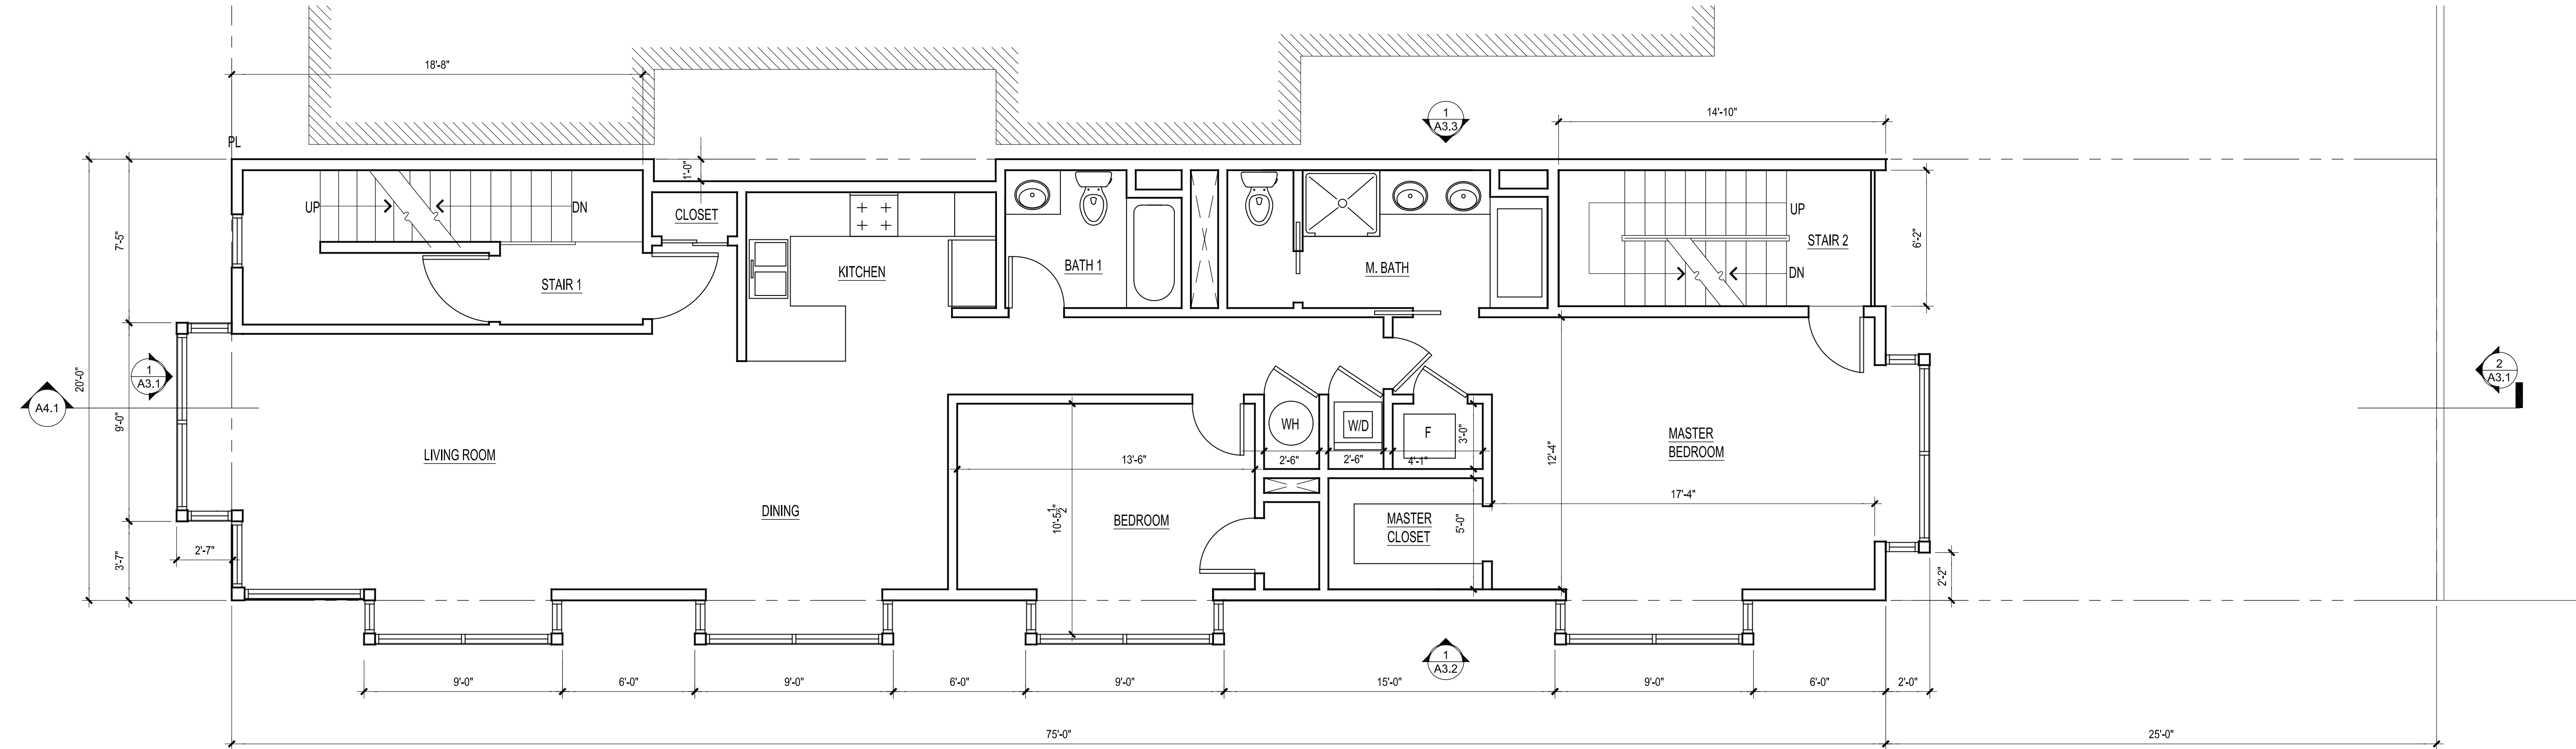 18'-8"
1
A3.3
14'-10"
PL
1'-0"
UP
DN
CLOSET
UP
7'-5"
KITCHEN
BATH 1
M. BATH
STAIR 2
6'-2"
STAIR 1
DN
20'-0"
1
A3.1
2
A3.1
A4.1
9'-0"
WH
W/D
F
3'-0"
12'-4"
MASTER
BEDROOM
LIVING ROOM
13'-6"
2'-6"
2'-6"
4'-1"
17'-4"
DINING
10'-5 1/2"
BEDROOM
MASTER
CLOSET
5'-0"
2'-7"
3'-7"
2'-2"
1
A3.2
9'-0"
6'-0"
9'-0"
6'-0"
9'-0"
15'-0"
9'-0"
6'-0"
2'-0"
75'-0"
25'-0"